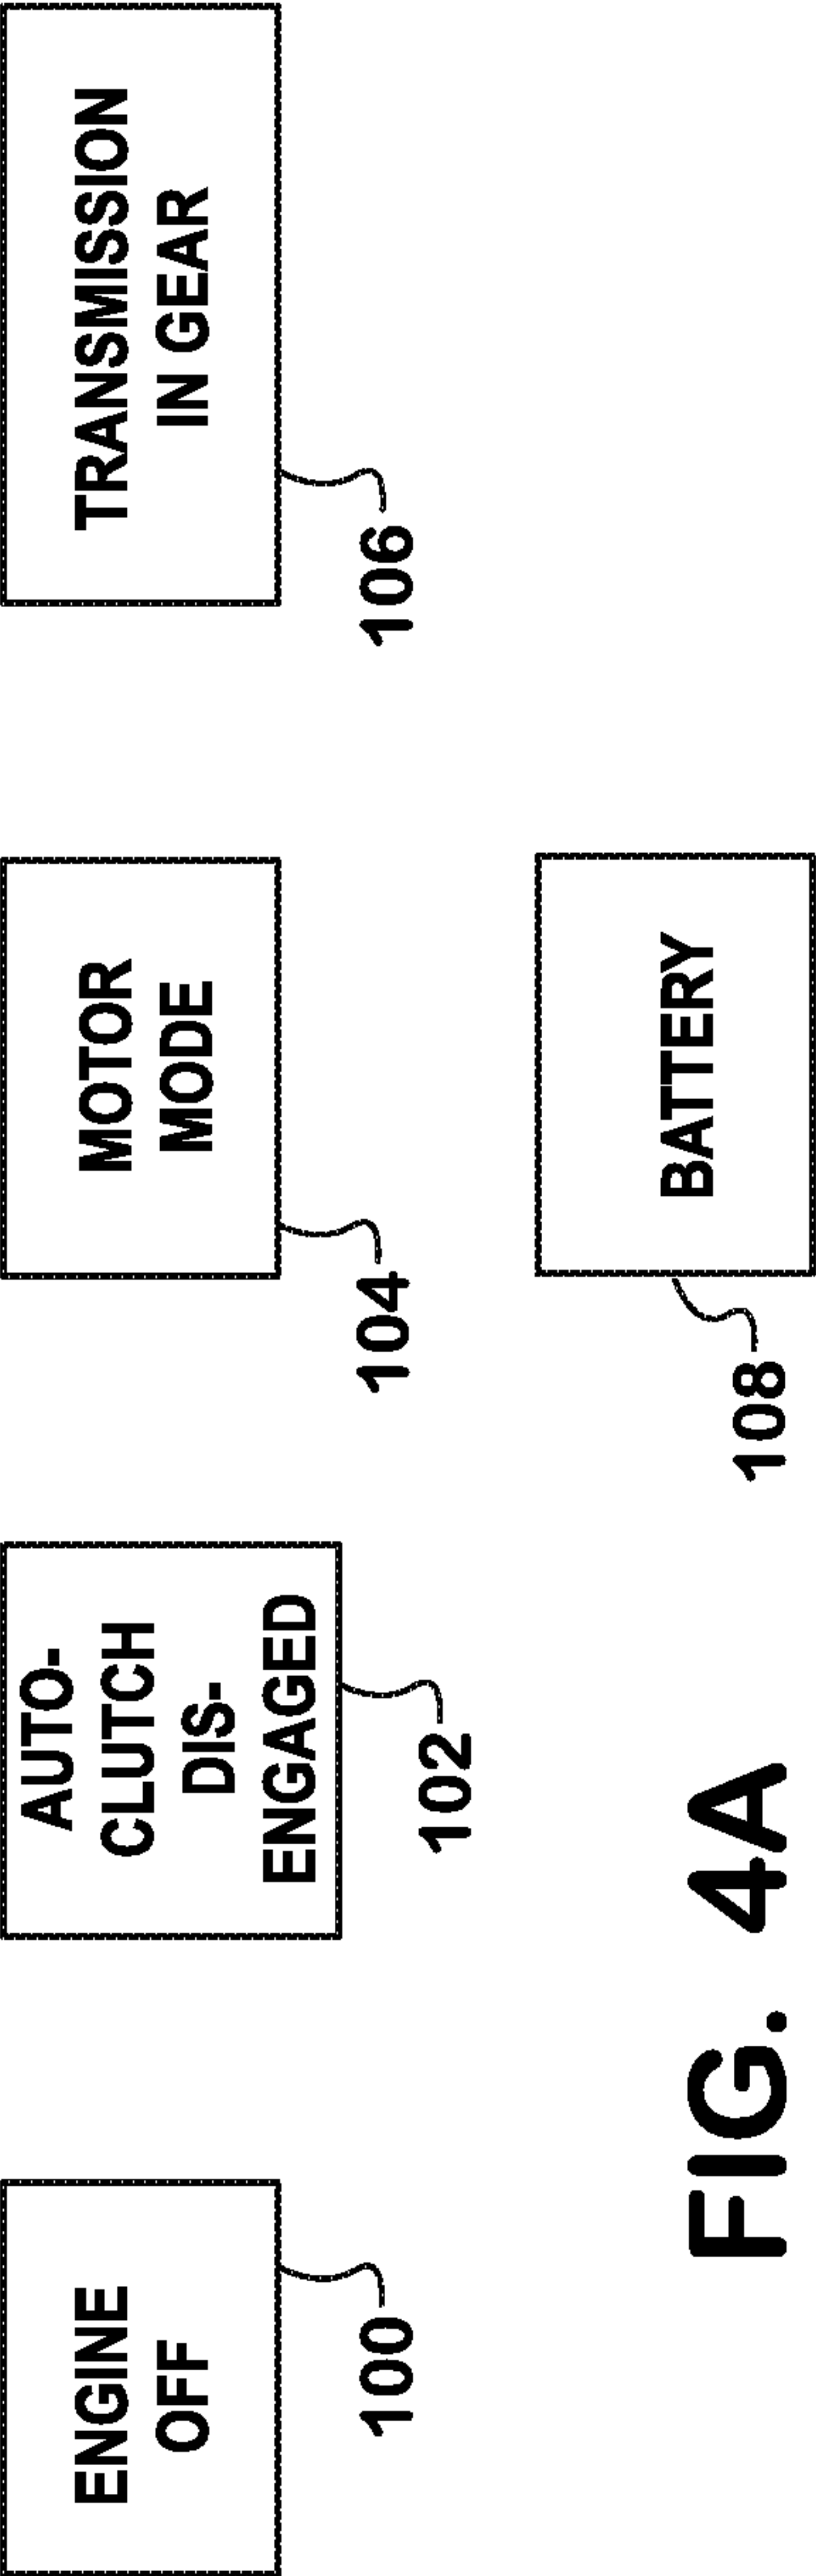 ENGINE
OFF
100
AUTO-
CLUTCH
DIS-
ENGAGED
102
MOTOR
MODE
104
TRANSMISSION
IN GEAR
106
BATTERY
108
FIG. 4A